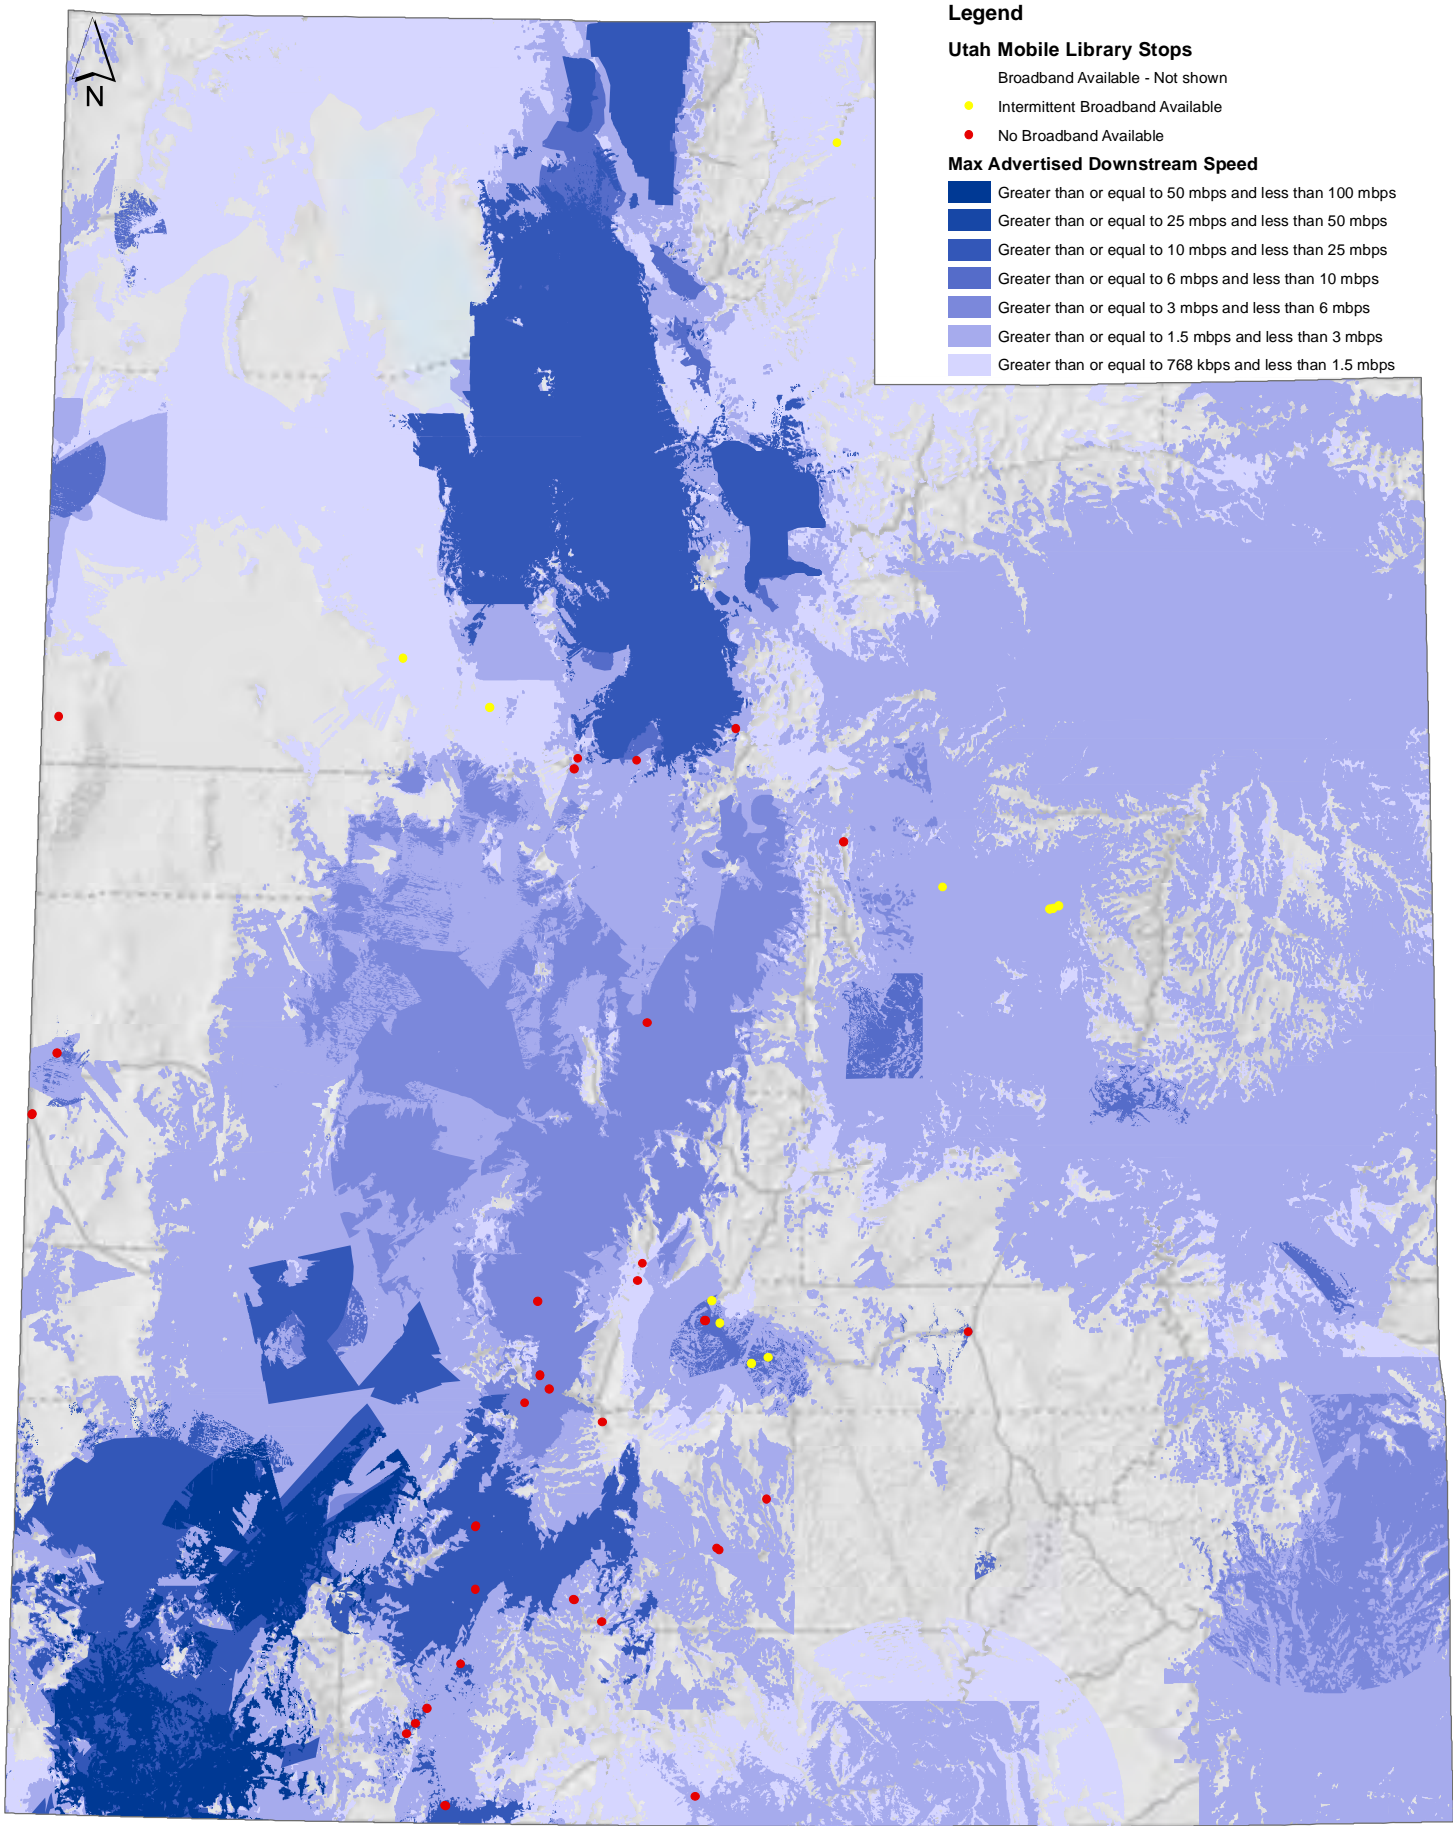 Legend
Utah Mobile Library Stops
Broadband Available - Not shown
Intermittent Broadband Available
No Broadband Available
Max Advertised Downstream Speed
Greater than or equal to 50 mbps and less than 100 mbps
Greater than or equal to 25 mbps and less than 50 mbps
Greater than or equal to 10 mbps and less than 25 mbps
Greater than or equal to 6 mbps and less than 10 mbps
Greater than or equal to 3 mbps and less than 6 mbps
Greater than or equal to 1.5 mbps and less than 3 mbps
Greater than or equal to 768 kbps and less than 1.5 mbps
N